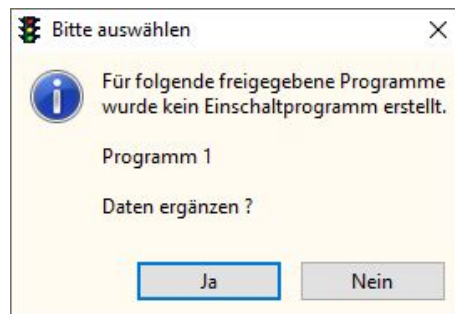 Bitte auswählen
Für folgende freigegebene Programme
wurde kein Einschaltprogramm erstellt.
Programm 1
Daten ergänzen ?
Ja
Nein